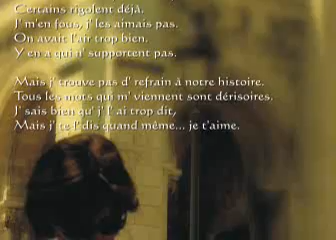 Certains rigolent déjà.
J' m'en fous, j' les aimais pas.
On avait l'air trop bien.
Y en a qui n' supportent pas.
Mais j' trouve pas d' refrain à notre histoire.
Tous les mots qui m' viennent sont dérisoires.
J' sais bien qu' j' l' ai trop dit,
Mais j' te l' dis quand même... je t'aime.